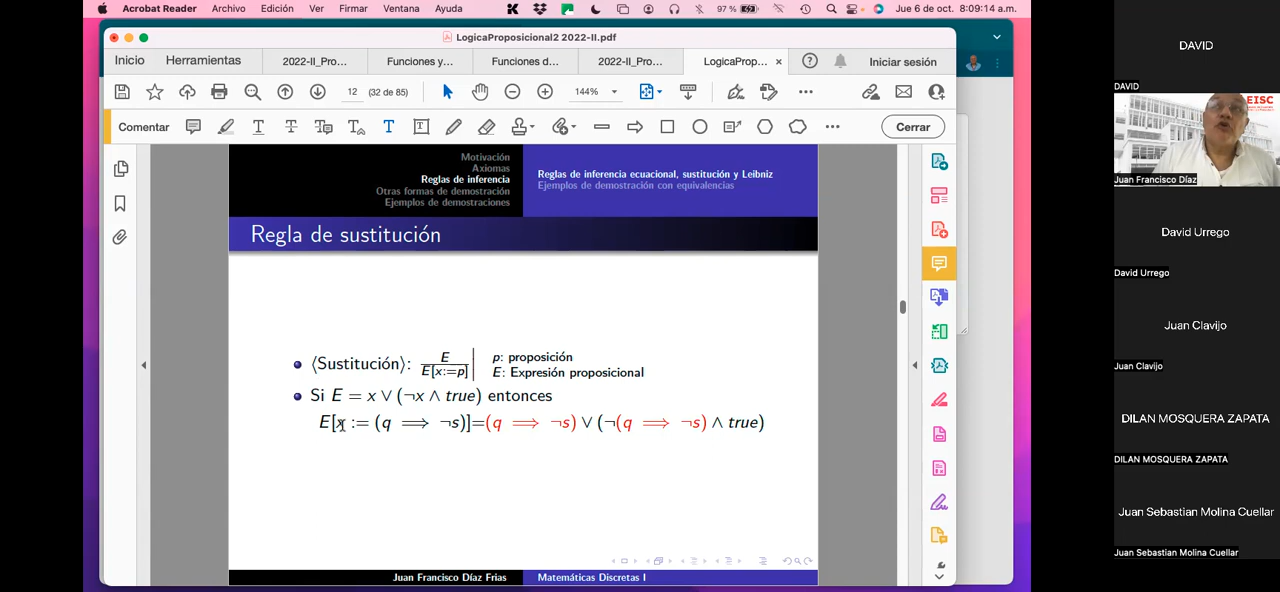 Acrobat Reader Archivo Edición Ver Firmar Ventana Ayuda 97 % Jue 6 de oct. 8:09:14 a.m.
LogicaProposicional2 2022-II.pdf
Inicio Herramientas 2022-II_Pro... Funciones y... Funciones d... 2022-II_Pro... LogicaProp... × Iniciar sesión
12 (32 de 85) 144%
Comentar Cerrar
Motivación
Axiomas
Reglas de inferencia
Otras formas de demostración
Ejemplos de demostraciones
Reglas de inferencia ecuacional, sustitución y Leibniz
Ejemplos de demostración con equivalencias
Regla de sustitución
⟨Sustitución⟩: E / E[x:=p] | p: proposición
E: Expresión proposicional
Si E = x ∨ (¬x ∧ true) entonces
E[x := (q ⟹ ¬s)]=(q ⟹ ¬s) ∨ (¬(q ⟹ ¬s) ∧ true)
Juan Francisco Díaz Frias Matemáticas Discretas I
DAVID
DAVID
EISC
Juan Francisco Díaz
David Urrego
David Urrego
Juan Clavijo
Juan Clavijo
DILAN MOSQUERA ZAPATA
DILAN MOSQUERA ZAPATA
Juan Sebastian Molina Cuellar
Juan Sebastian Molina Cuellar